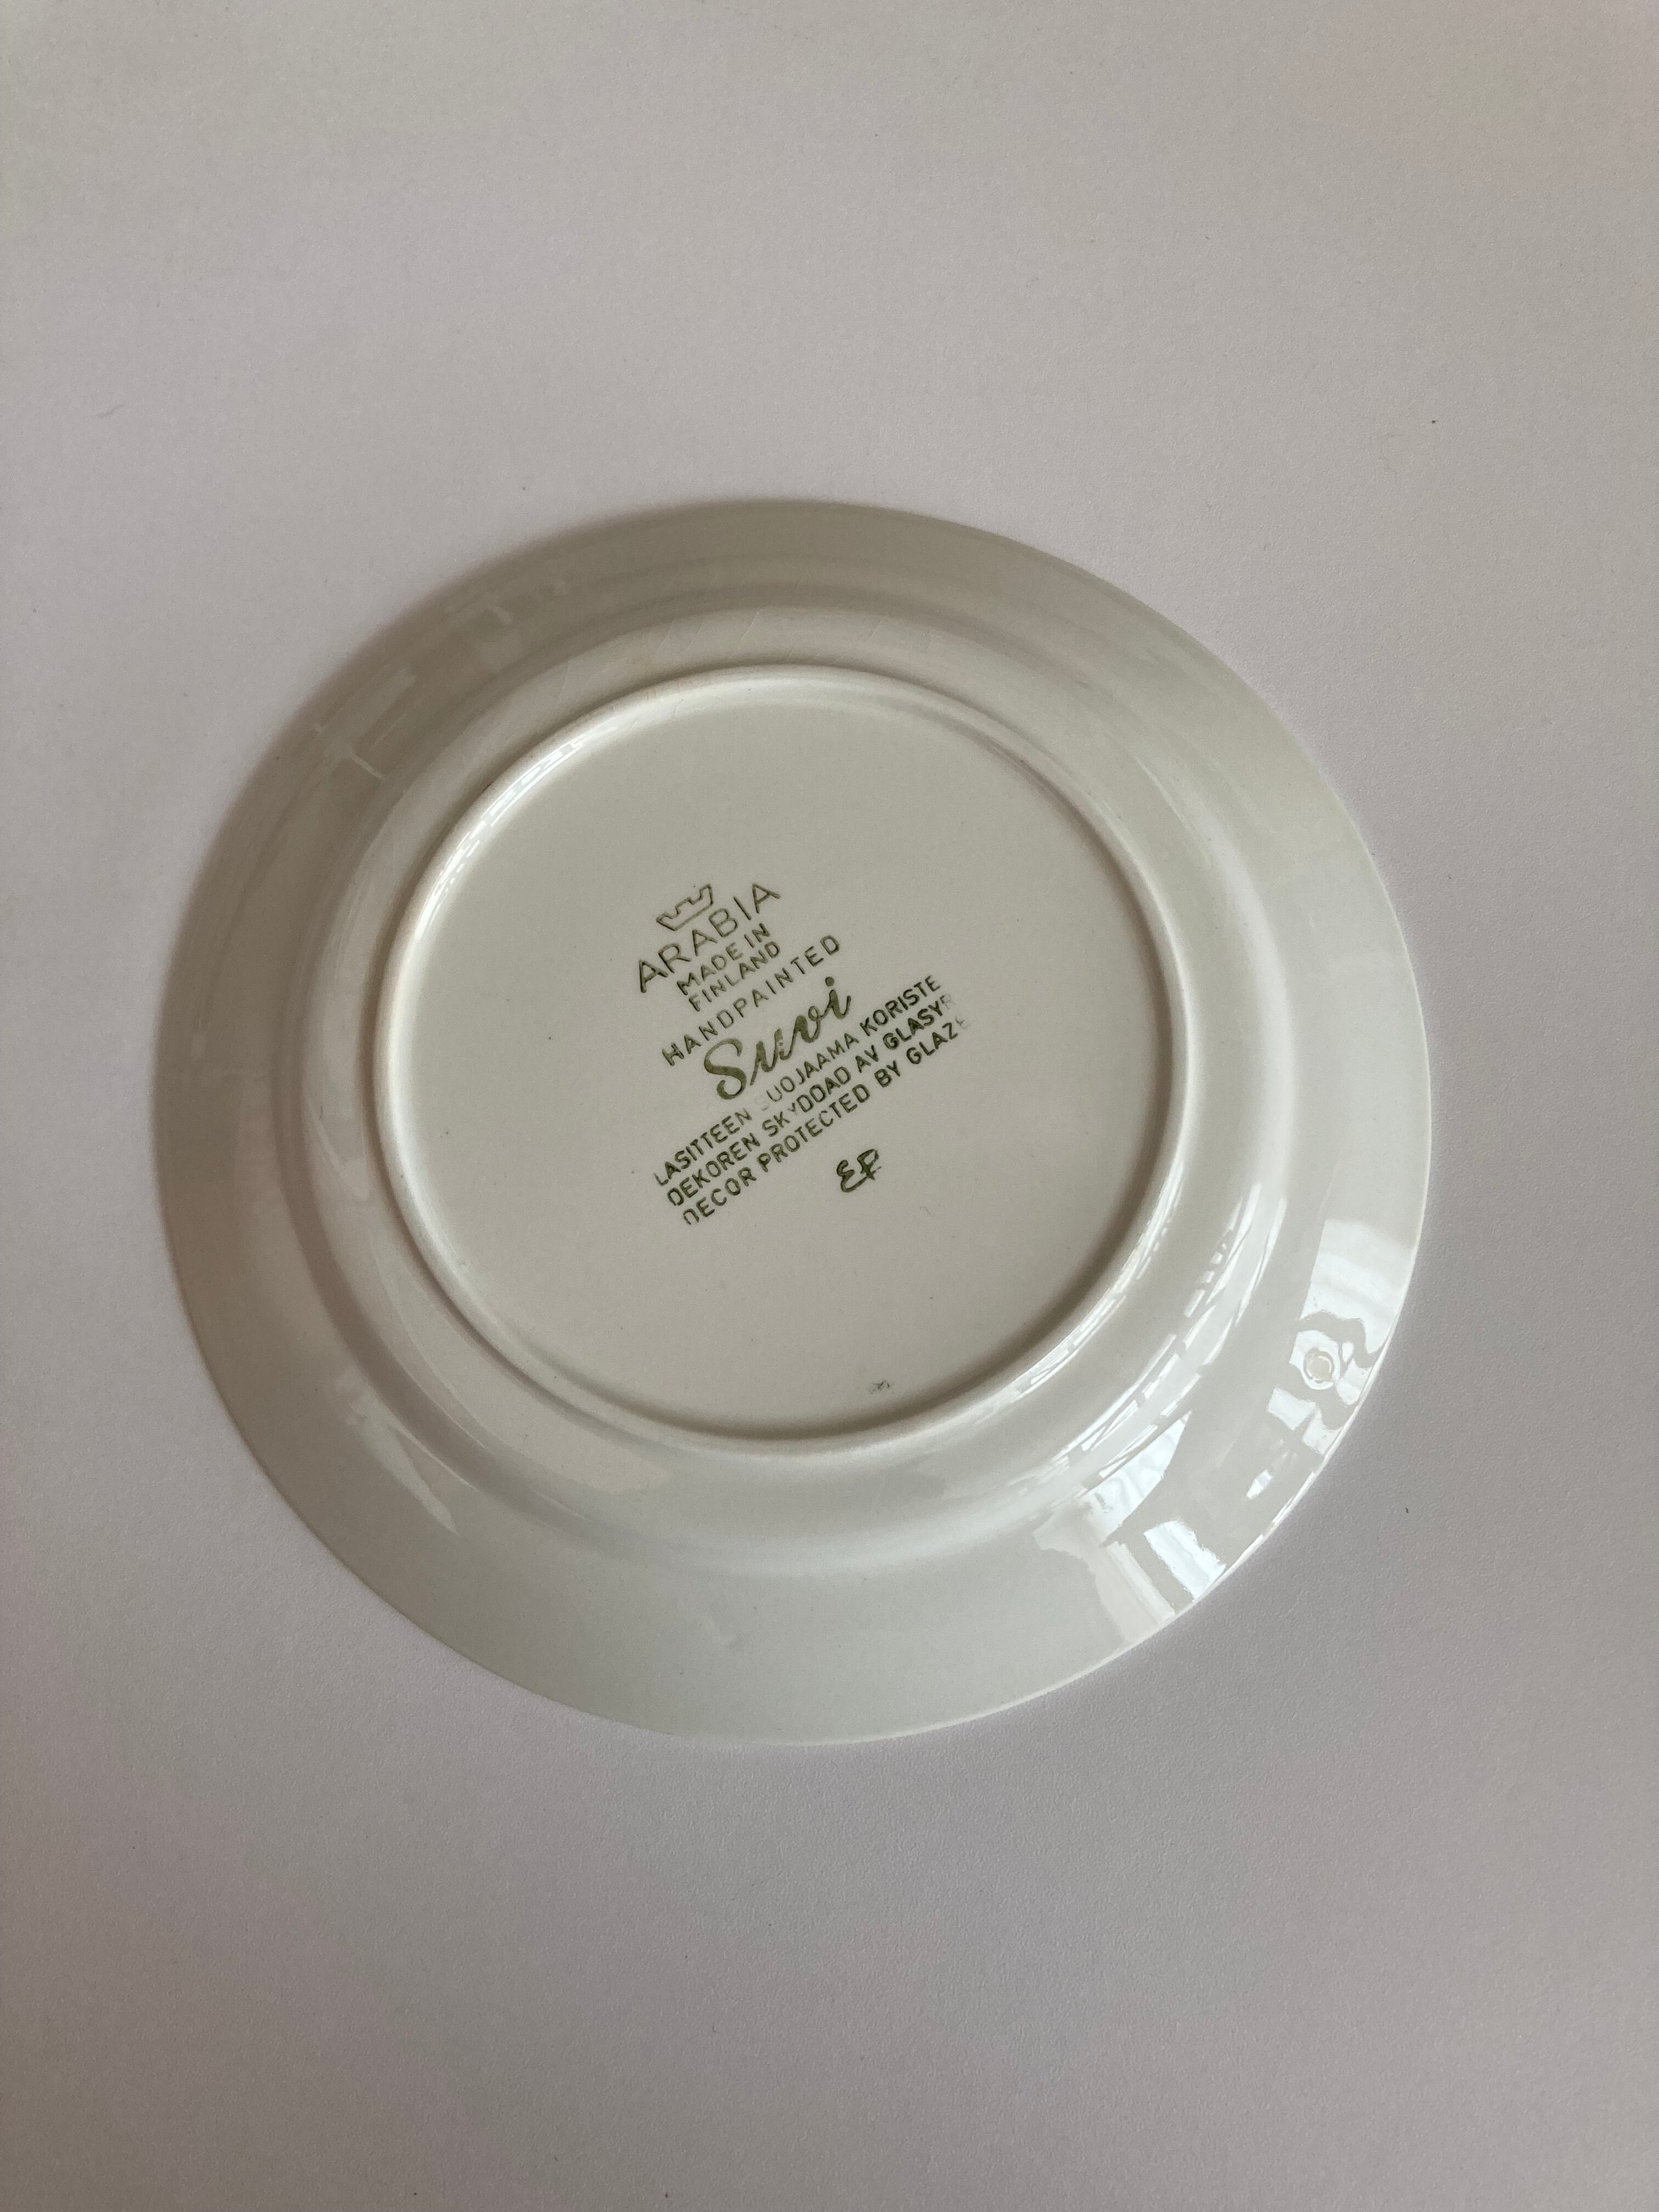 ARABIA
MADE IN
FINLAND
HANDPAINTED
Suvi
LASITTEEN SUOJAAMA KORISTE
DEKOREN SKYDDAD AV GLASYR
DECOR PROTECTED BY GLAZE
EP